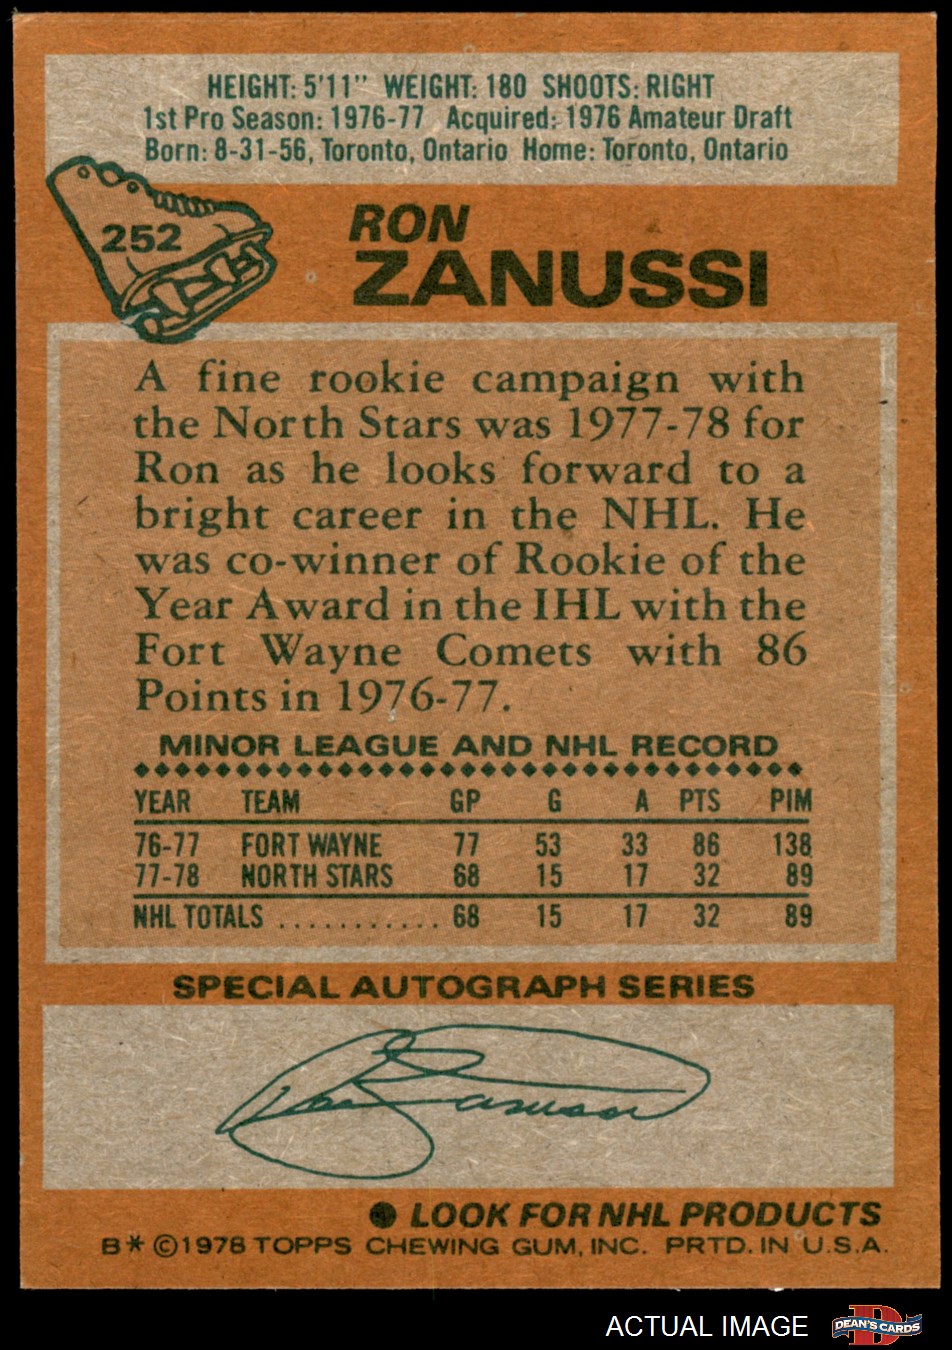 HEIGHT: 5'11" WEIGHT: 180 SHOOTS: RIGHT
1st Pro Season: 1976-77 Acquired: 1976 Amateur Draft
Born: 8-31-56, Toronto, Ontario Home: Toronto, Ontario
252
RON
ZANUSSI
A fine rookie campaign with
the North Stars was 1977-78 for
Ron as he looks forward to a
bright career in the NHL. He
was co-winner of Rookie of the
Year Award in the IHL with the
Fort Wayne Comets with 86
Points in 1976-77.
MINOR LEAGUE AND NHL RECORD
YEAR TEAM GP G A PTS PIM
76-77 FORT WAYNE 77 53 33 86 138
77-78 NORTH STARS 68 15 17 32 89
NHL TOTALS ........... 68 15 17 32 89
SPECIAL AUTOGRAPH SERIES
Ron Zanussi
● LOOK FOR NHL PRODUCTS
B* ©1978 TOPPS CHEWING GUM, INC. PRTD. IN U.S.A.
ACTUAL IMAGE
D
DEAN'S CARDS